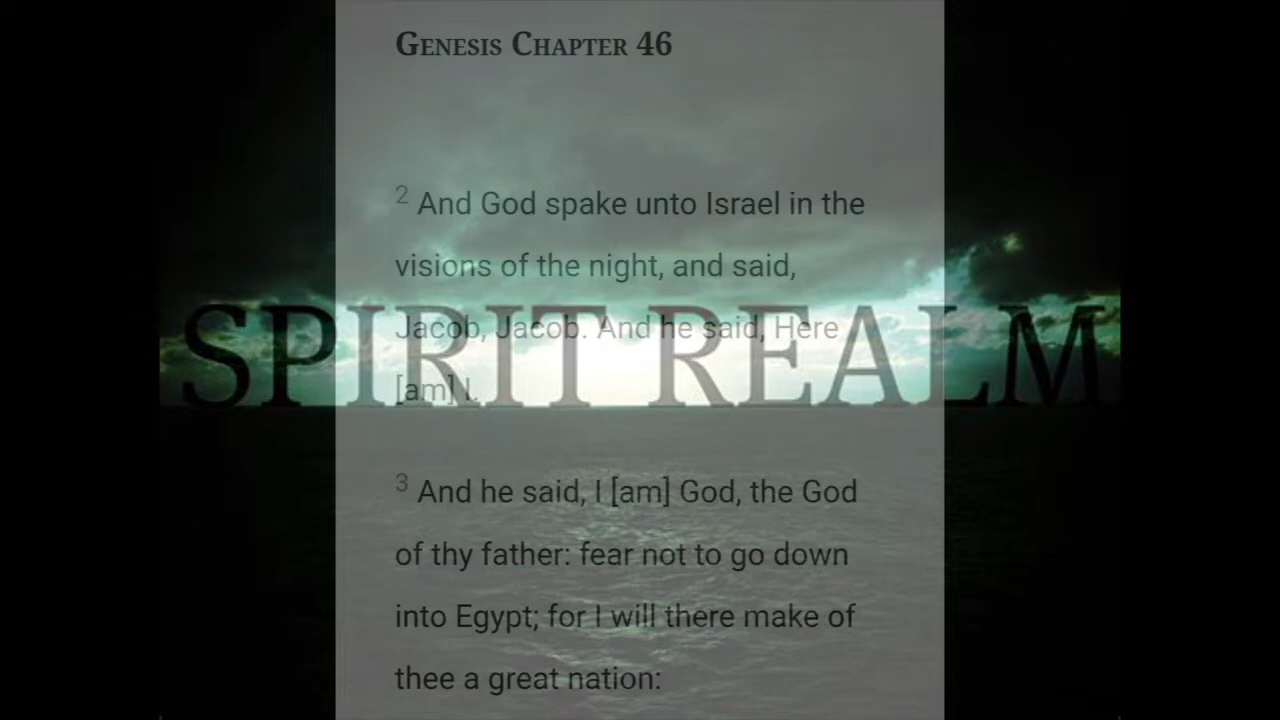 Genesis Chapter 46
2 And God spake unto Israel in the
visions of the night, and said,
Jacob, Jacob. And he said, Here
[am] I.
SPIRIT REALM
3 And he said, I [am] God, the God
of thy father: fear not to go down
into Egypt; for I will there make of
thee a great nation: